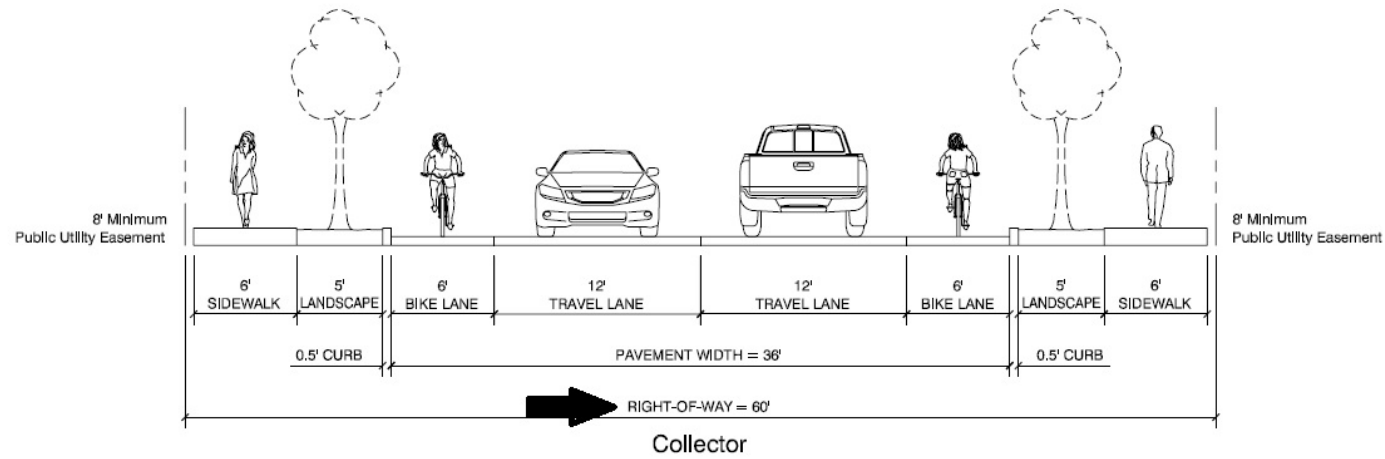 8' Minimum
Public Utility Easement
8' Minimum
Public Utility Easement
6'
SIDEWALK
5'
LANDSCAPE
6'
BIKE LANE
12'
TRAVEL LANE
12'
TRAVEL LANE
6'
BIKE LANE
5'
LANDSCAPE
6'
SIDEWALK
0.5' CURB
PAVEMENT WIDTH = 36'
0.5' CURB
RIGHT-OF-WAY = 60'
Collector